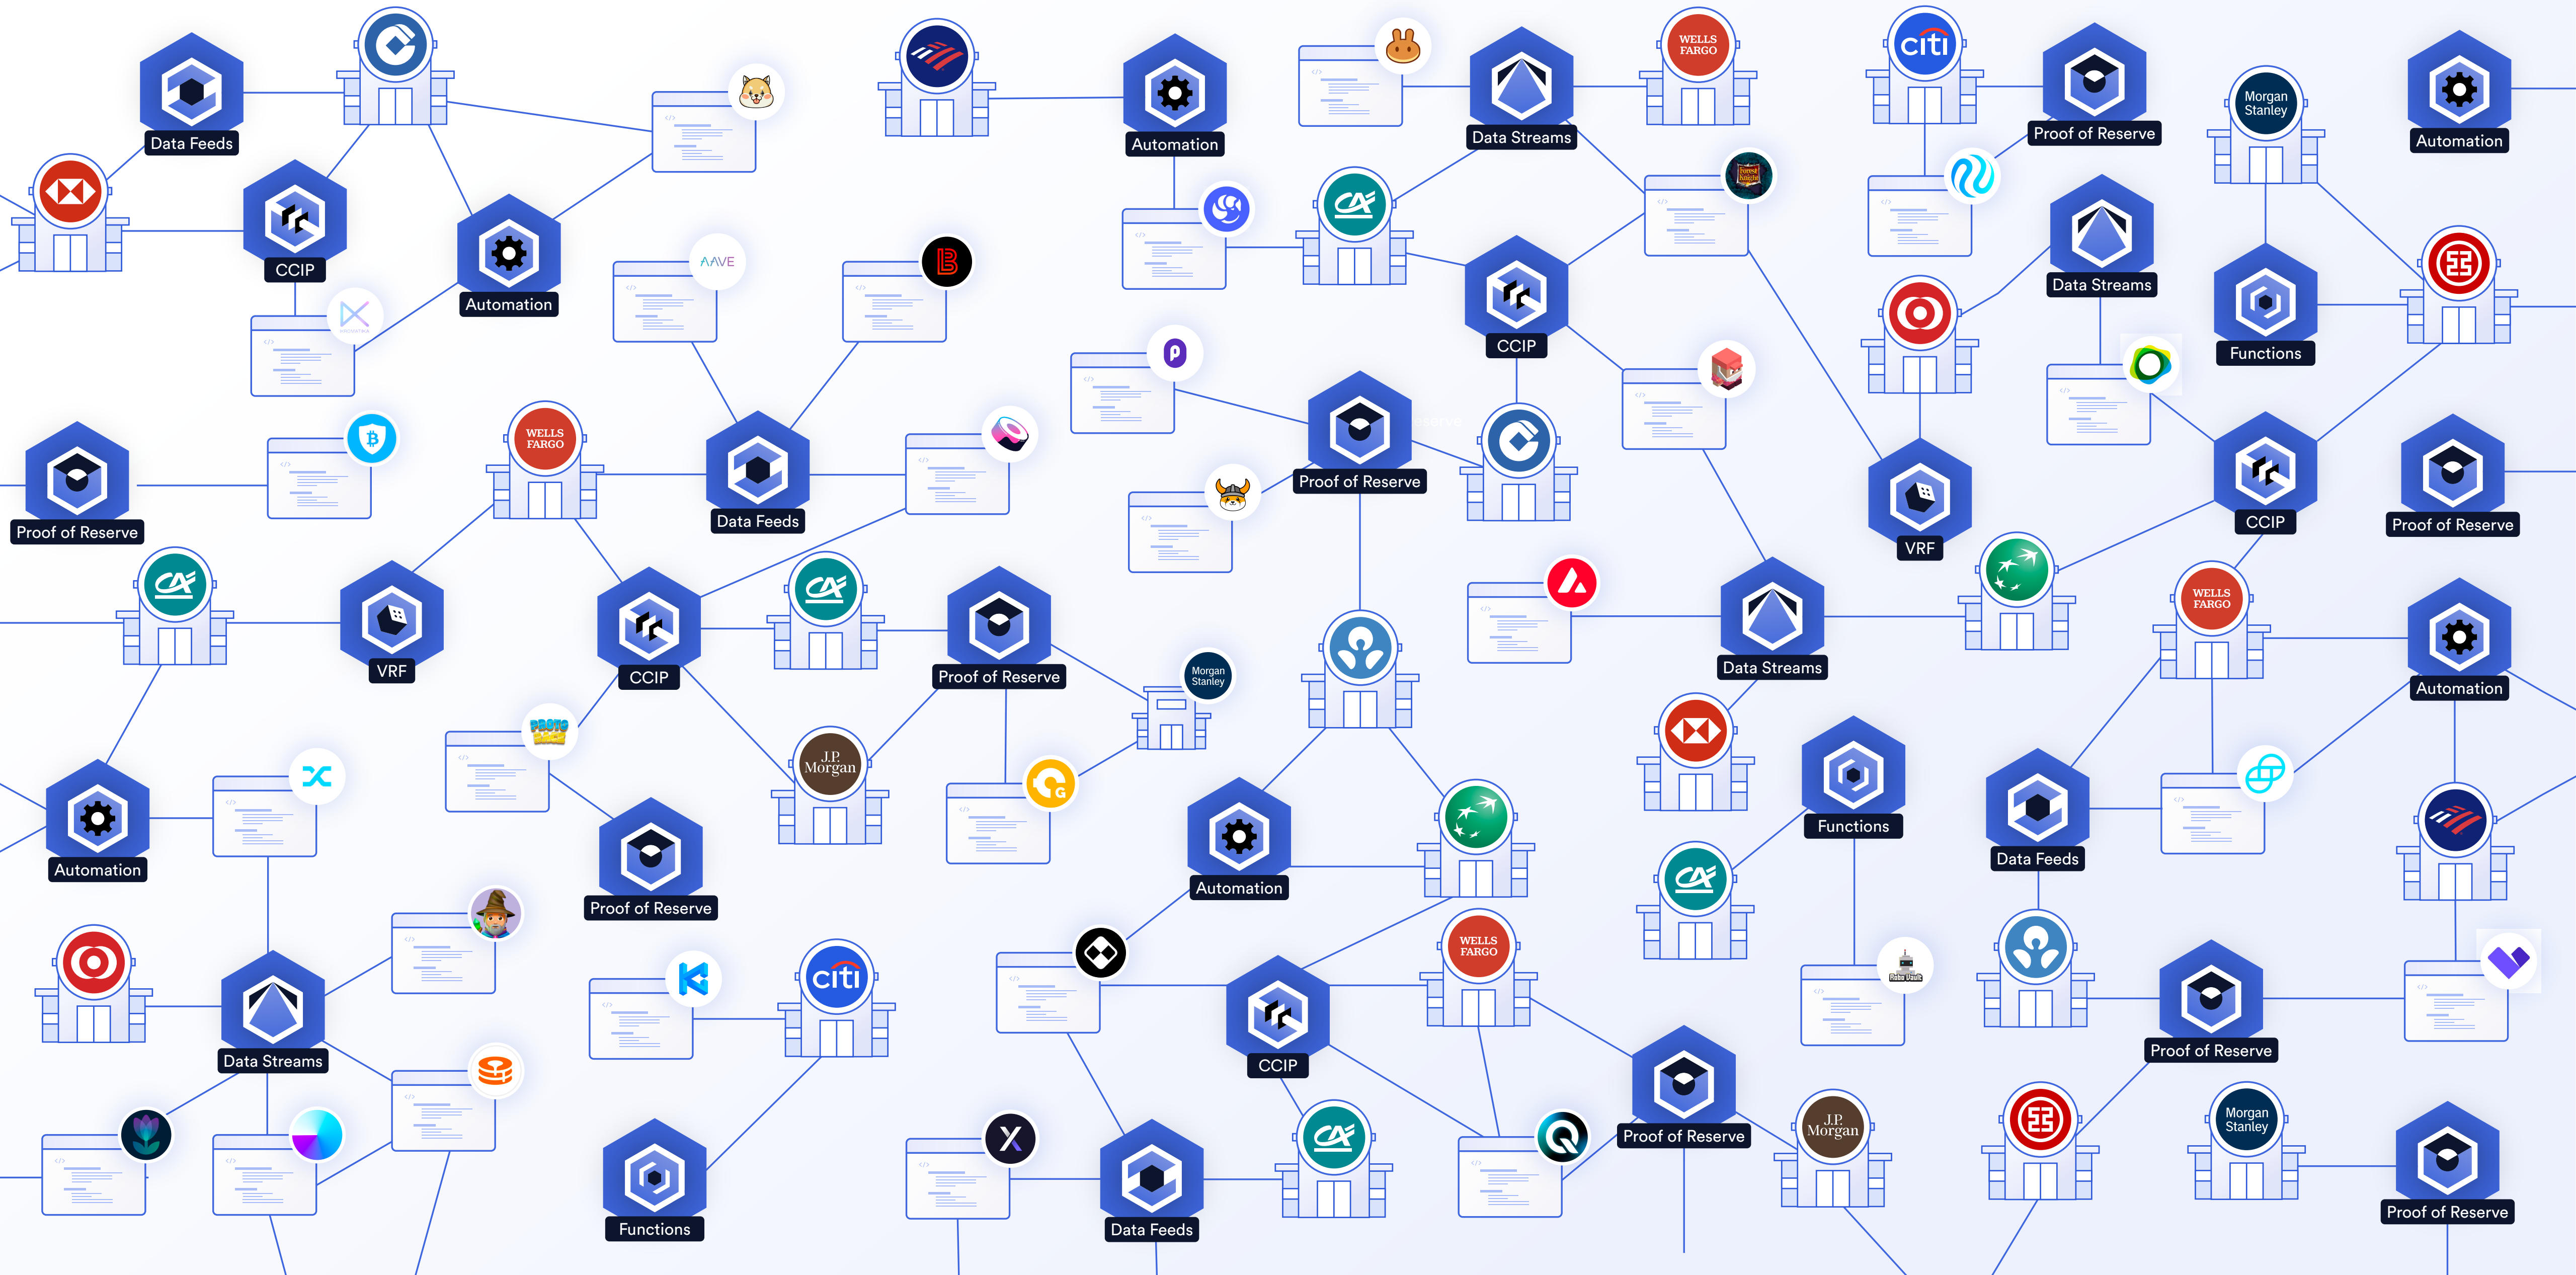 WELLS
FARGO
citi
Morgan
Stanley
Data Feeds
Data Streams
Proof of Reserve
Automation
Automation
Forest
Knight
CCIP
AAVE
Data Streams
Automation
CCIP
Functions
WELLS
FARGO
Proof of Reserve
Data Feeds
Proof of Reserve
CCIP
Proof of Reserve
VRF
WELLS
FARGO
VRF
CCIP
Proof of Reserve
Morgan
Stanley
Data Streams
Automation
J.P.
Morgan
G
Automation
Proof of Reserve
Automation
Functions
Data Feeds
WELLS
FARGO
citi
Robo Vault
Data Streams
CCIP
Proof of Reserve
Proof of Reserve
J.P.
Morgan
Morgan
Stanley
Functions
Data Feeds
Proof of Reserve